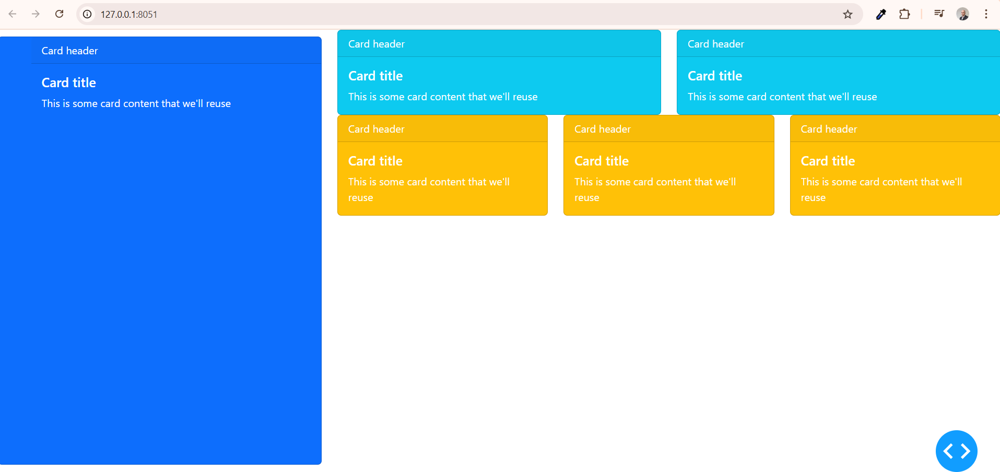 127.0.0.1:8051
Card header
Card title
This is some card content that we'll reuse
Card header
Card title
This is some card content that we'll reuse
Card header
Card title
This is some card content that we'll reuse
Card header
Card title
This is some card content that we'll
reuse
Card header
Card title
This is some card content that we'll
reuse
Card header
Card title
This is some card content that we'll
reuse